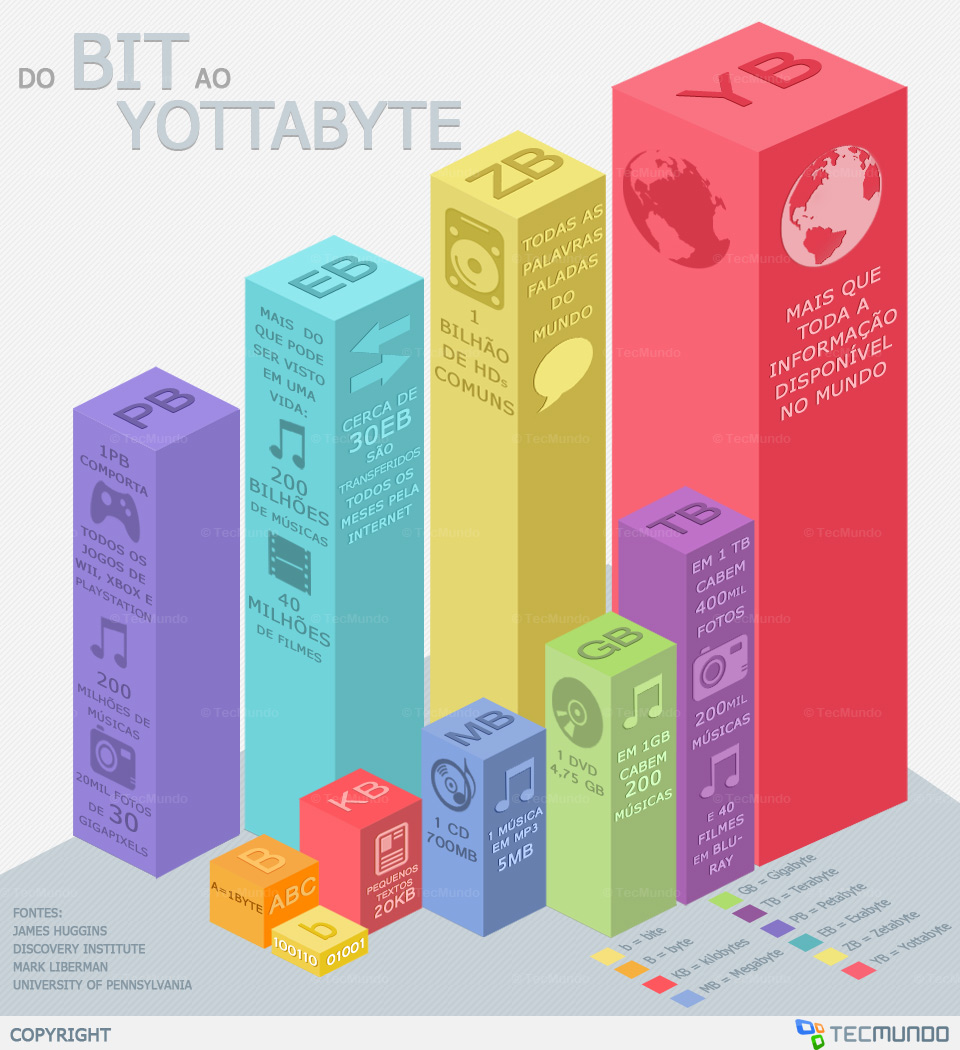 DO BIT AO
YOTTABYTE
YB
MAIS QUE
TODA A
INFORMAÇÃO
DISPONÍVEL
NO MUNDO
ZB
1
BILHÃO
DE HDs
COMUNS
TODAS AS
PALAVRAS
FALADAS
DO
MUNDO
EB
MAIS DO
QUE PODE
SER VISTO
EM UMA
VIDA:
200
BILHÕES
DE MÚSICAS
40
MILHÕES
DE FILMES
CERCA DE
30EB
SÃO
TRANSFERIDOS
TODOS OS
MESES PELA
INTERNET
PB
1PB
COMPORTA
TODOS OS
JOGOS DE
WII, XBOX E
PLAYSTATION
200
MILHÕES DE
MÚSICAS
20MIL FOTOS
DE 30
GIGAPIXELS
TB
EM 1 TB
CABEM
400MIL
FOTOS
200MIL
MÚSICAS
E 40
FILMES
EM BLU-
RAY
GB
1 DVD
4,75 GB
EM 1GB
CABEM
200
MÚSICAS
MB
1 CD
700MB
1 MÚSICA
EM MP3
5MB
KB
PEQUENOS
TEXTOS
20KB
B
A=1BYTE
ABC
b
100110
01001
b = bite
B = byte
KB = kilobytes
MB = Megabyte
GB = Gigabyte
TB = Terabyte
PB = Petabyte
EB = Exabyte
ZB = Zetabyte
YB = Yottabyte
FONTES:
JAMES HUGGINS
DISCOVERY INSTITUTE
MARK LIBERMAN
UNIVERSITY OF PENNSYLVANIA
© TecMundo
COPYRIGHT
TECMUNDO